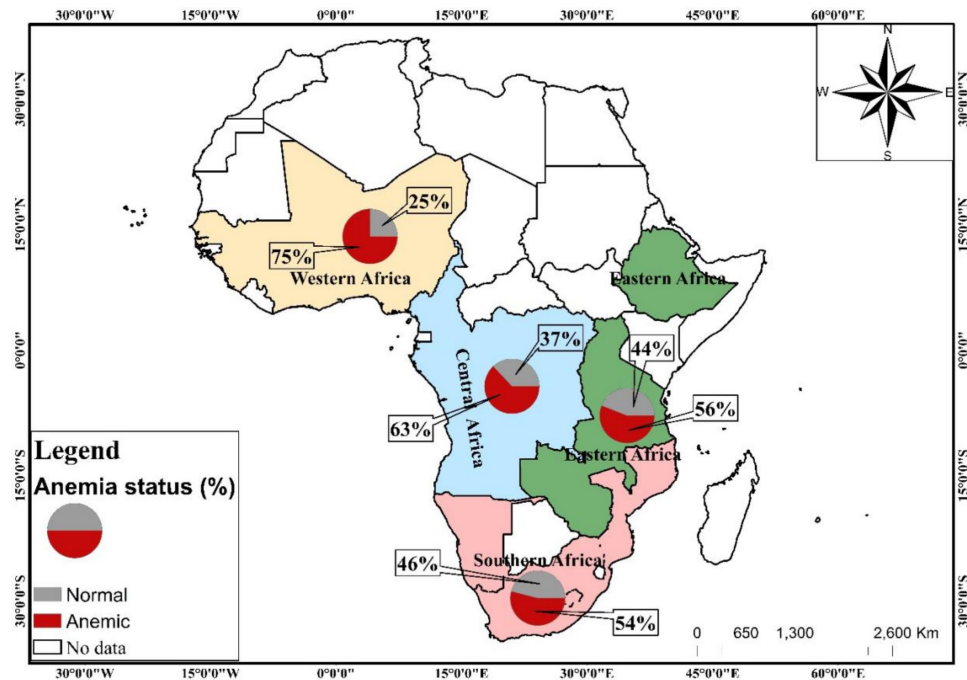 30°0'0"W 15°0'0"W 0°0'0" 15°0'0"E 30°0'0"E 45°0'0"E 60°0'0"E
N
W E
S
30°0'0"N 30°0'0"N
15°0'0"N 15°0'0"N
0°0'0" 0°0'0"
15°0'0"S 15°0'0"S
30°0'0"S 30°0'0"S
25%
75%
Western Africa
Eastern Africa
37%
Central Africa
63%
44%
56%
Eastern Africa
Southern Africa
46%
54%
Legend
Anemia status (%)
Normal
Anemic
No data
0 650 1,300 2,600 Km
30°0'0"W 15°0'0"W 0°0'0" 15°0'0"E 30°0'0"E 45°0'0"E 60°0'0"E